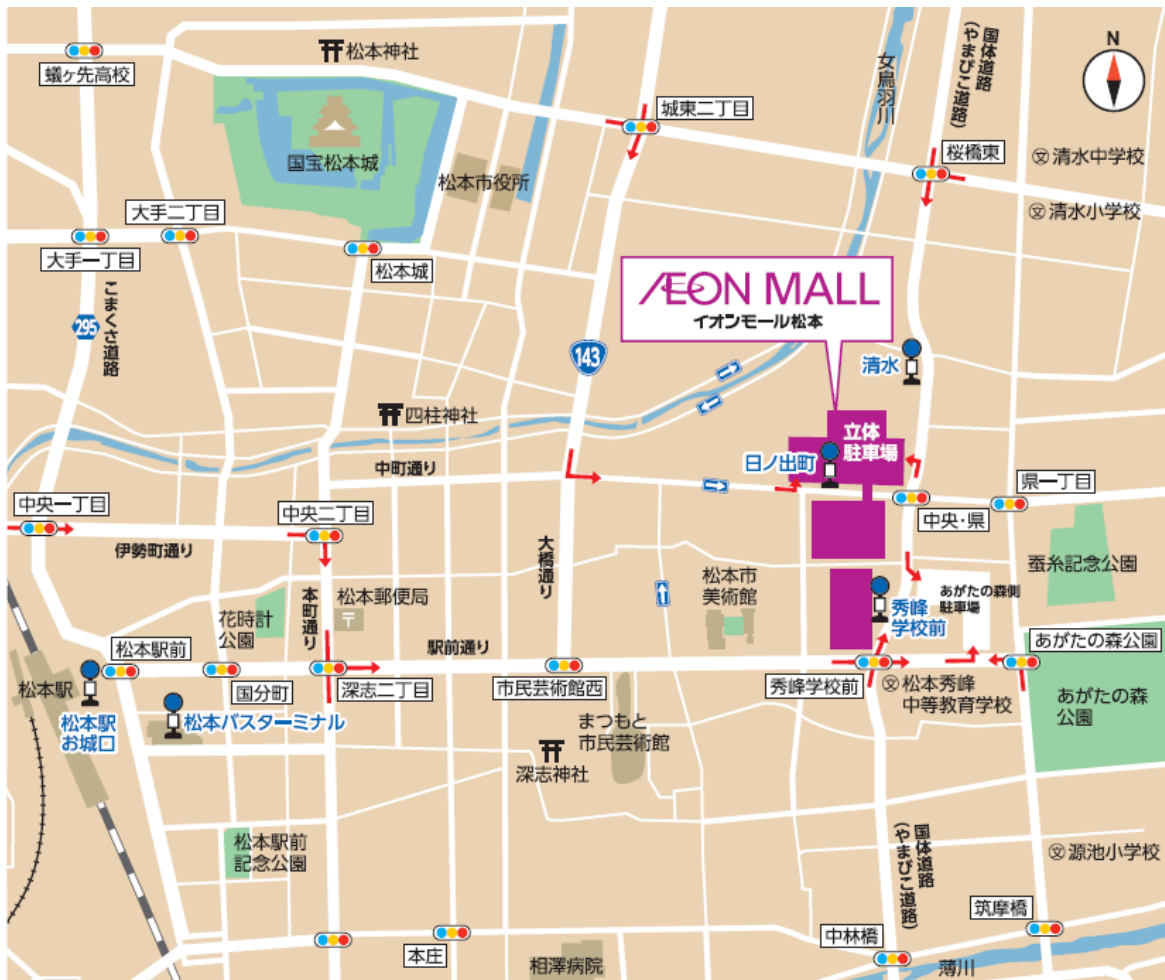 N
蟻ヶ先高校
松本神社
国宝松本城
松本市役所
城東二丁目
女鳥羽川
国体道路
(やまびこ道路)
桜橋東
清水中学校
清水小学校
大手二丁目
大手一丁目
松本城
こまくさ道路
295
ÆON MALL
イオンモール松本
143
清水
四柱神社
中町通り
立体
駐車場
日ノ出町
中央・県
県一丁目
中央一丁目
中央二丁目
伊勢町通り
本町通り
大橋通り
松本郵便局
花時計
公園
松本市
美術館
蚕糸記念公園
あがたの森側
駐車場
秀峰
学校前
松本駅前
駅前通り
あがたの森公園
松本駅
国分町
深志二丁目
市民芸術館西
秀峰学校前
松本秀峰
中等教育学校
あがたの森
公園
松本駅
お城口
松本バスターミナル
まつもと
市民芸術館
深志神社
松本駅前
記念公園
国体道路
(やまびこ道路)
源池小学校
筑摩橋
本庄
中林橋
相澤病院
薄川